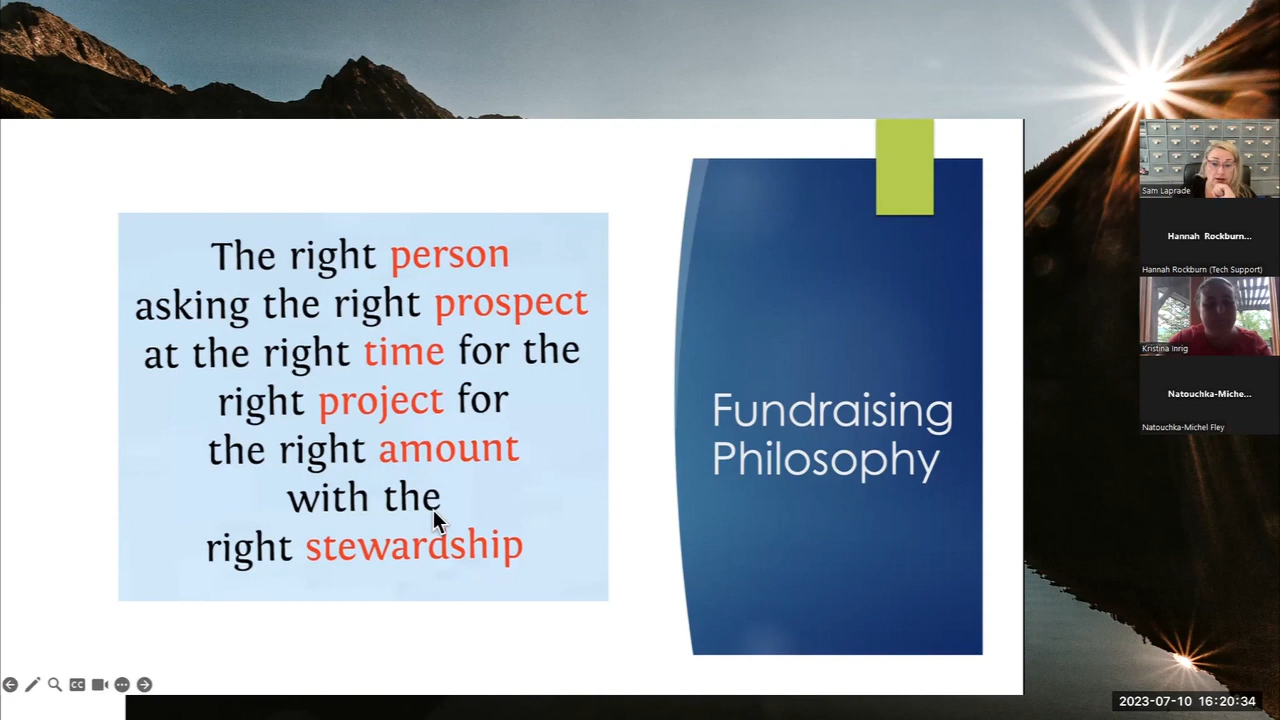 The right person
asking the right prospect
at the right time for the
right project for
the right amount
with the
right stewardship
Fundraising
Philosophy
Sam Laprade
Hannah Rockburn...
Hannah Rockburn (Tech Support)
Kristina Inrig
Natouchka-Miche...
Natouchka-Michel Fley
CC
2023-07-10 16:20:34